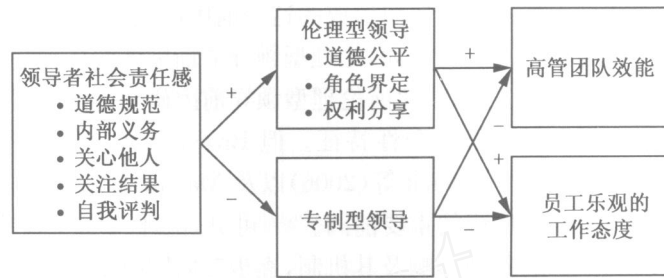 领导者社会责任感
• 道德规范
• 内部义务
• 关心他人
• 关注结果
• 自我评判
+
−
伦理型领导
• 道德公平
角色界定
• 权利分享
专制型领导
+
−
+
−
高管团队效能
员工乐观的
工作态度